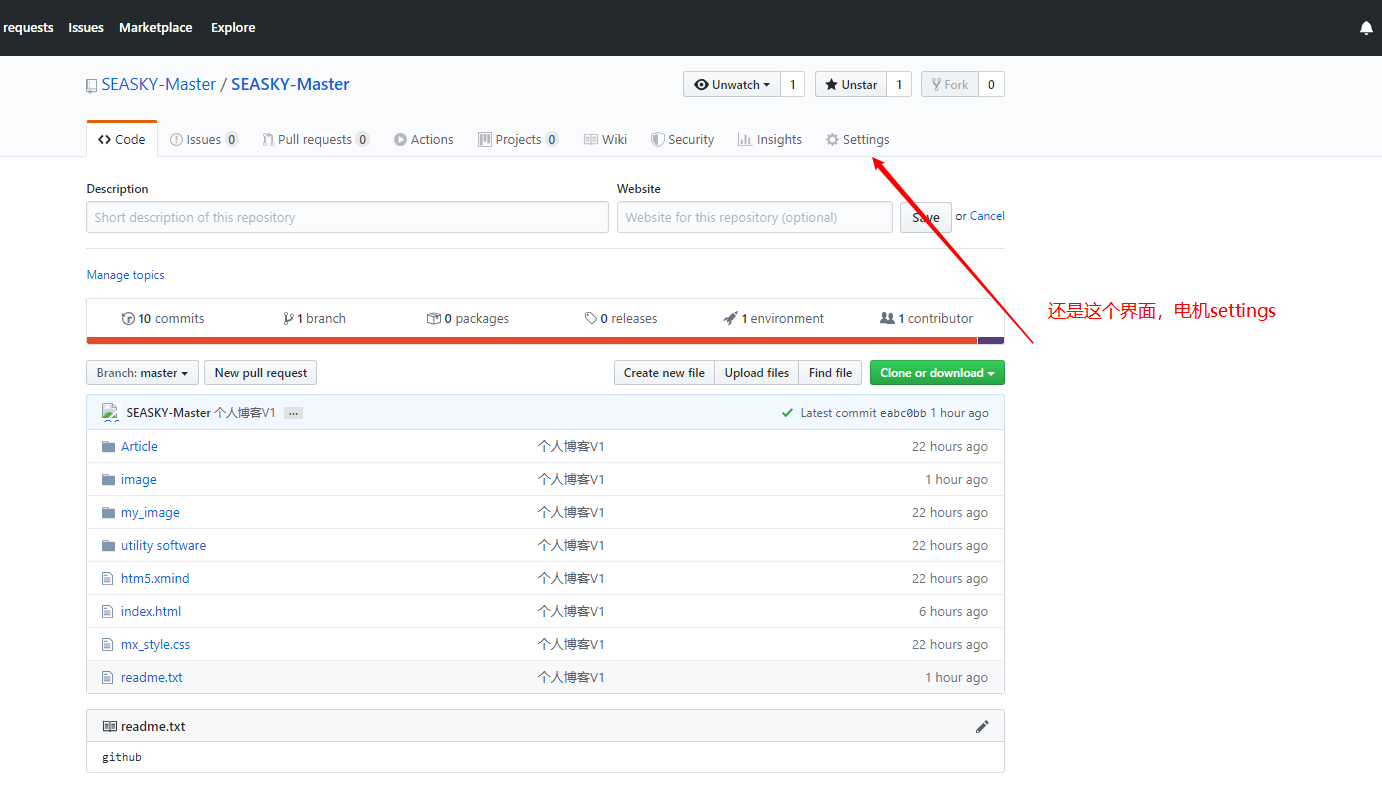 requests Issues Marketplace Explore
SEASKY-Master / SEASKY-Master
Unwatch 1 Unstar 1 Fork 0
Code Issues 0 Pull requests 0 Actions Projects 0 Wiki Security Insights Settings
Description Website
Short description of this repository Website for this repository (optional) Save or Cancel
Manage topics
还是这个界面，电机settings
10 commits 1 branch 0 packages 0 releases 1 environment 1 contributor
Branch: master New pull request Create new file Upload files Find file Clone or download
SEASKY-Master 个人博客V1 ... Latest commit eabc0bb 1 hour ago
Article 个人博客V1 22 hours ago
image 个人博客V1 1 hour ago
my_image 个人博客V1 22 hours ago
utility software 个人博客V1 22 hours ago
htm5.xmind 个人博客V1 22 hours ago
index.html 个人博客V1 6 hours ago
mx_style.css 个人博客V1 22 hours ago
readme.txt 个人博客V1 1 hour ago
readme.txt
github